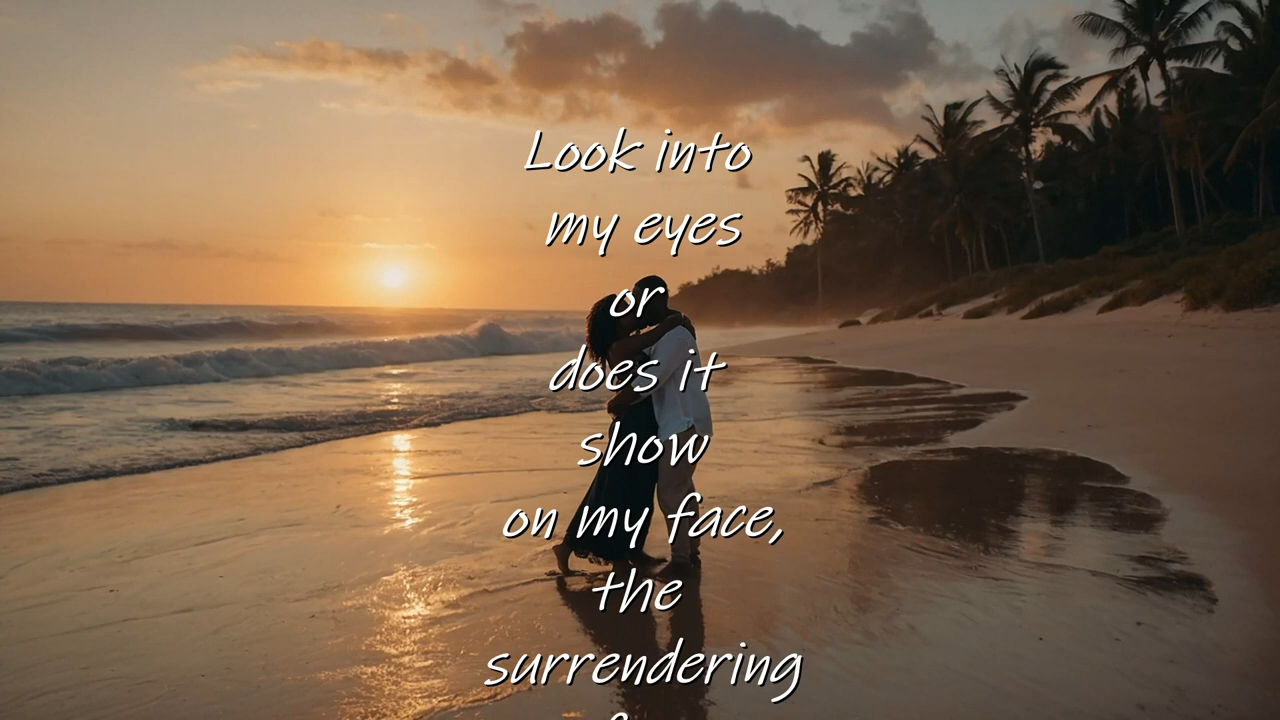 Look into
my eyes
or
does it
show
on my face,
the
surrendering